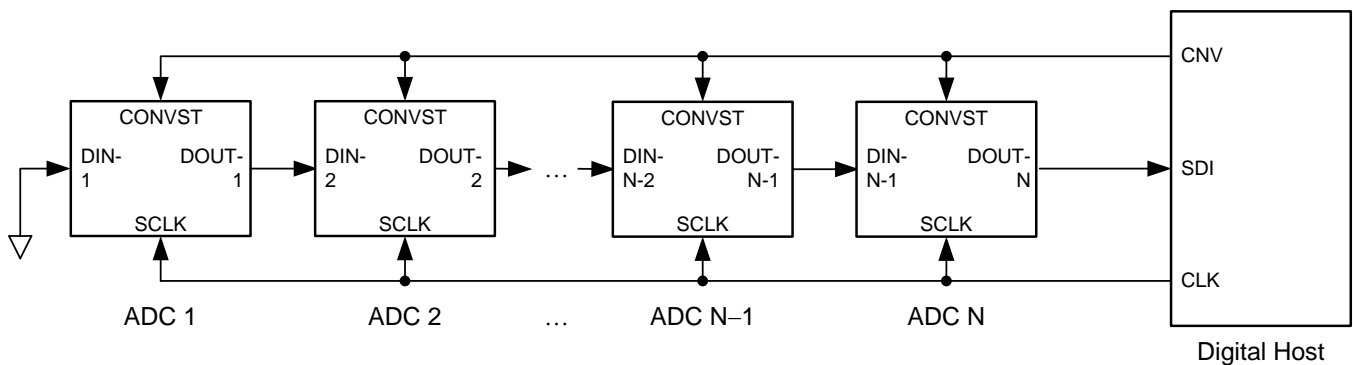 CNV
CONVST
CONVST
CONVST
CONVST
DIN-
1
DOUT-
1
DIN-
2
DOUT-
2
...
DIN-
N-2
DOUT-
N-1
DIN-
N-1
DOUT-
N
SDI
SCLK
SCLK
SCLK
SCLK
CLK
ADC 1
ADC 2
...
ADC N–1
ADC N
Digital Host